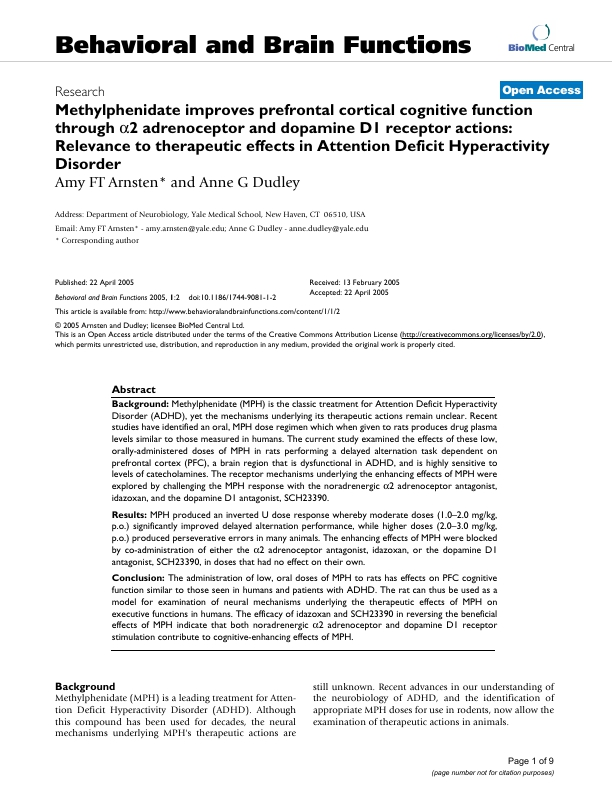 Behavioral and Brain Functions
BioMed Central
Research
Open Access
Methylphenidate improves prefrontal cortical cognitive function
through α2 adrenoceptor and dopamine D1 receptor actions:
Relevance to therapeutic effects in Attention Deficit Hyperactivity
Disorder
Amy FT Arnsten* and Anne G Dudley
Address: Department of Neurobiology, Yale Medical School, New Haven, CT 06510, USA
Email: Amy FT Arnsten* - amy.arnsten@yale.edu; Anne G Dudley - anne.dudley@yale.edu
* Corresponding author
Published: 22 April 2005
Behavioral and Brain Functions 2005, 1:2 doi:10.1186/1744-9081-1-2
Received: 13 February 2005
Accepted: 22 April 2005
This article is available from: http://www.behavioralandbrainfunctions.com/content/1/1/2
© 2005 Arnsten and Dudley; licensee BioMed Central Ltd.
This is an Open Access article distributed under the terms of the Creative Commons Attribution License (http://creativecommons.org/licenses/by/2.0),
which permits unrestricted use, distribution, and reproduction in any medium, provided the original work is properly cited.
Abstract
Background: Methylphenidate (MPH) is the classic treatment for Attention Deficit Hyperactivity
Disorder (ADHD), yet the mechanisms underlying its therapeutic actions remain unclear. Recent
studies have identified an oral, MPH dose regimen which when given to rats produces drug plasma
levels similar to those measured in humans. The current study examined the effects of these low,
orally-administered doses of MPH in rats performing a delayed alternation task dependent on
prefrontal cortex (PFC), a brain region that is dysfunctional in ADHD, and is highly sensitive to
levels of catecholamines. The receptor mechanisms underlying the enhancing effects of MPH were
explored by challenging the MPH response with the noradrenergic α2 adrenoceptor antagonist,
idazoxan, and the dopamine D1 antagonist, SCH23390.
Results: MPH produced an inverted U dose response whereby moderate doses (1.0–2.0 mg/kg,
p.o.) significantly improved delayed alternation performance, while higher doses (2.0–3.0 mg/kg,
p.o.) produced perseverative errors in many animals. The enhancing effects of MPH were blocked
by co-administration of either the α2 adrenoceptor antagonist, idazoxan, or the dopamine D1
antagonist, SCH23390, in doses that had no effect on their own.
Conclusion: The administration of low, oral doses of MPH to rats has effects on PFC cognitive
function similar to those seen in humans and patients with ADHD. The rat can thus be used as a
model for examination of neural mechanisms underlying the therapeutic effects of MPH on
executive functions in humans. The efficacy of idazoxan and SCH23390 in reversing the beneficial
effects of MPH indicate that both noradrenergic α2 adrenoceptor and dopamine D1 receptor
stimulation contribute to cognitive-enhancing effects of MPH.
Background
Methylphenidate (MPH) is a leading treatment for Atten-
tion Deficit Hyperactivity Disorder (ADHD). Although
this compound has been used for decades, the neural
mechanisms underlying MPH's therapeutic actions are
still unknown. Recent advances in our understanding of
the neurobiology of ADHD, and the identification of
appropriate MPH doses for use in rodents, now allow the
examination of therapeutic actions in animals.
Page 1 of 9
(page number not for citation purposes)